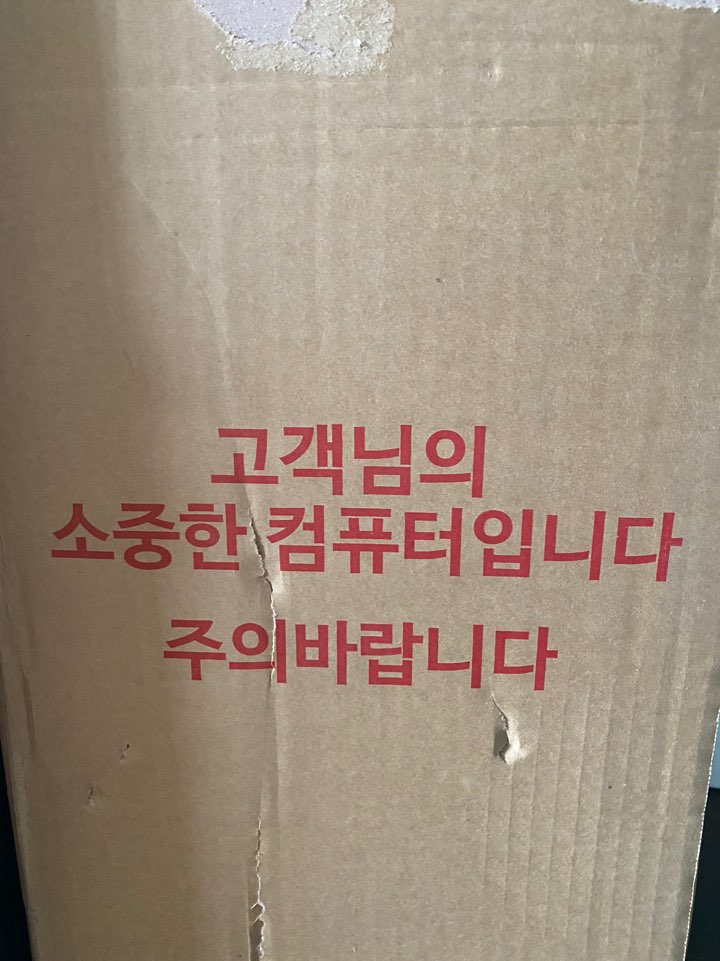 고객님의
소중한 컴퓨터입니다
주의바랍니다